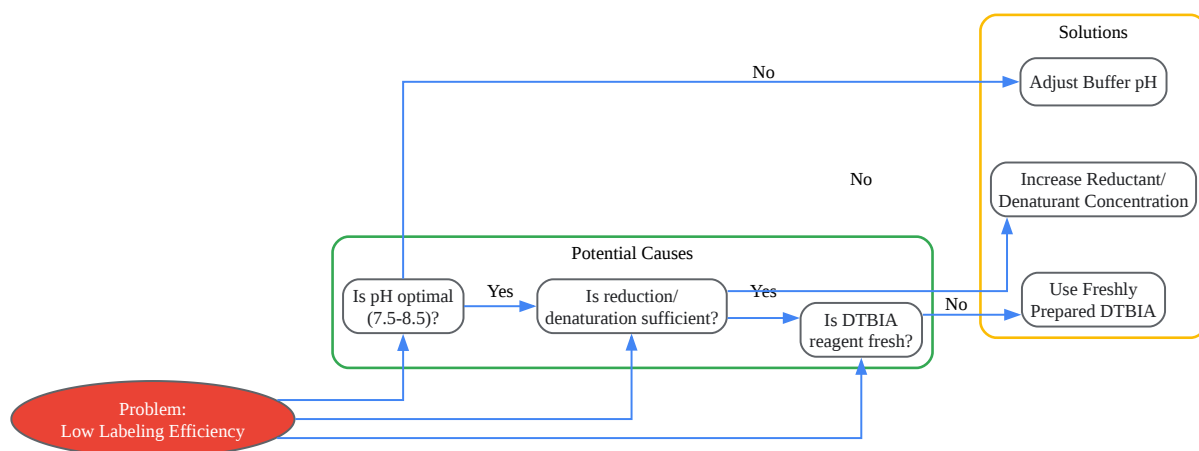 Solutions
No
Adjust Buffer pH
No
Increase Reductant/
Denaturant Concentration
Potential Causes
Is pH optimal
(7.5-8.5)?
Yes
Is reduction/
denaturation sufficient?
Yes
Is DTBIA
reagent fresh?
No
Use Freshly
Prepared DTBIA
Problem:
Low Labeling Efficiency